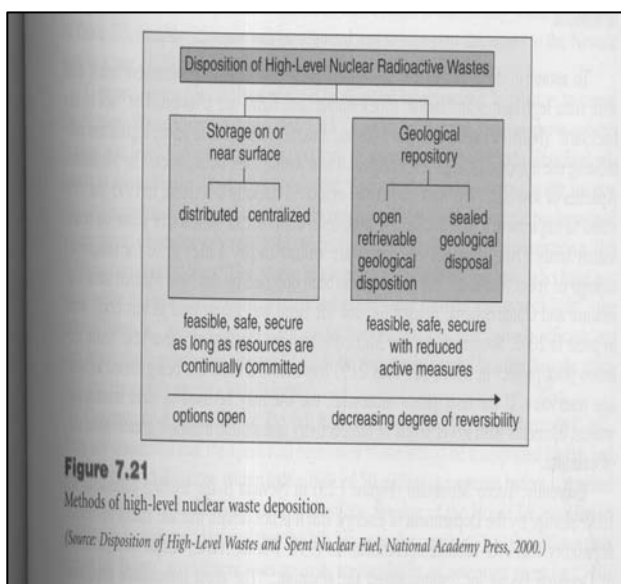 Disposition of High-Level Nuclear Radioactive Wastes
Storage on or
near surface
distributed centralized
Geological
repository
open
retrievable
geological
disposition
sealed
geological
disposal
feasible, safe, secure
as long as resources are
continually committed
feasible, safe, secure
with reduced
active measures
options open
decreasing degree of reversibility
Figure 7.21
Methods of high-level nuclear waste deposition.
(Source: Disposition of High-Level Wastes and Spent Nuclear Fuel, National Academy Press, 2000.)